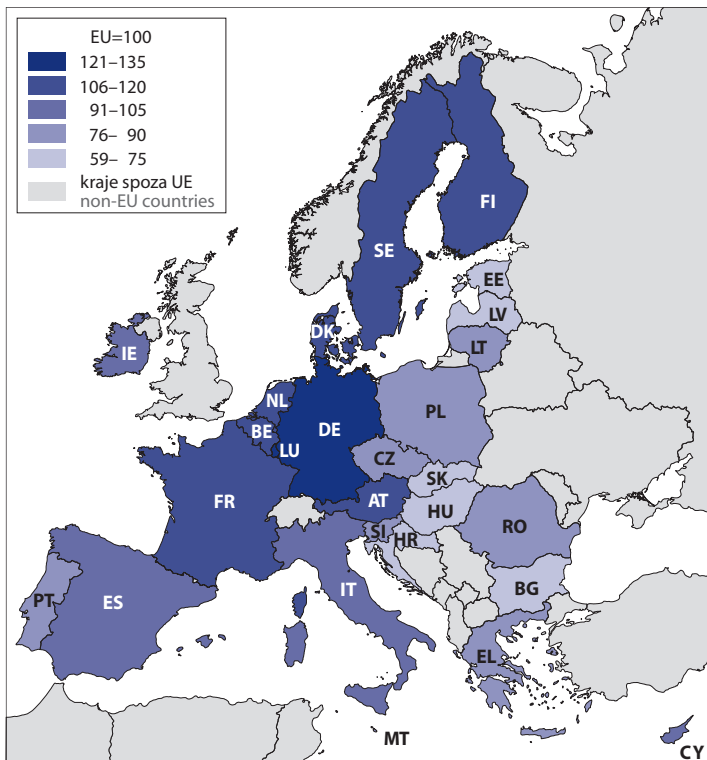 EU=100
121–135
106–120
91–105
76– 90
59– 75
kraje spoza UE
non-EU countries
FI
SE
EE
LV
DK
LT
IE
NL
PL
BE
DE
LU
CZ
SK
FR
AT
HU
RO
SI
HR
BG
IT
PT
ES
EL
MT
CY